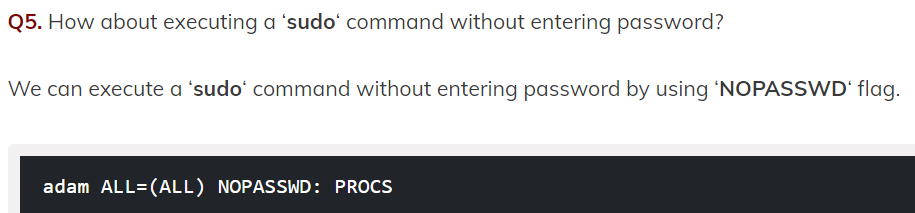 Q5. How about executing a ‘sudo‘ command without entering password?
We can execute a ‘sudo‘ command without entering password by using ‘NOPASSWD‘ flag.
adam ALL=(ALL) NOPASSWD: PROCS